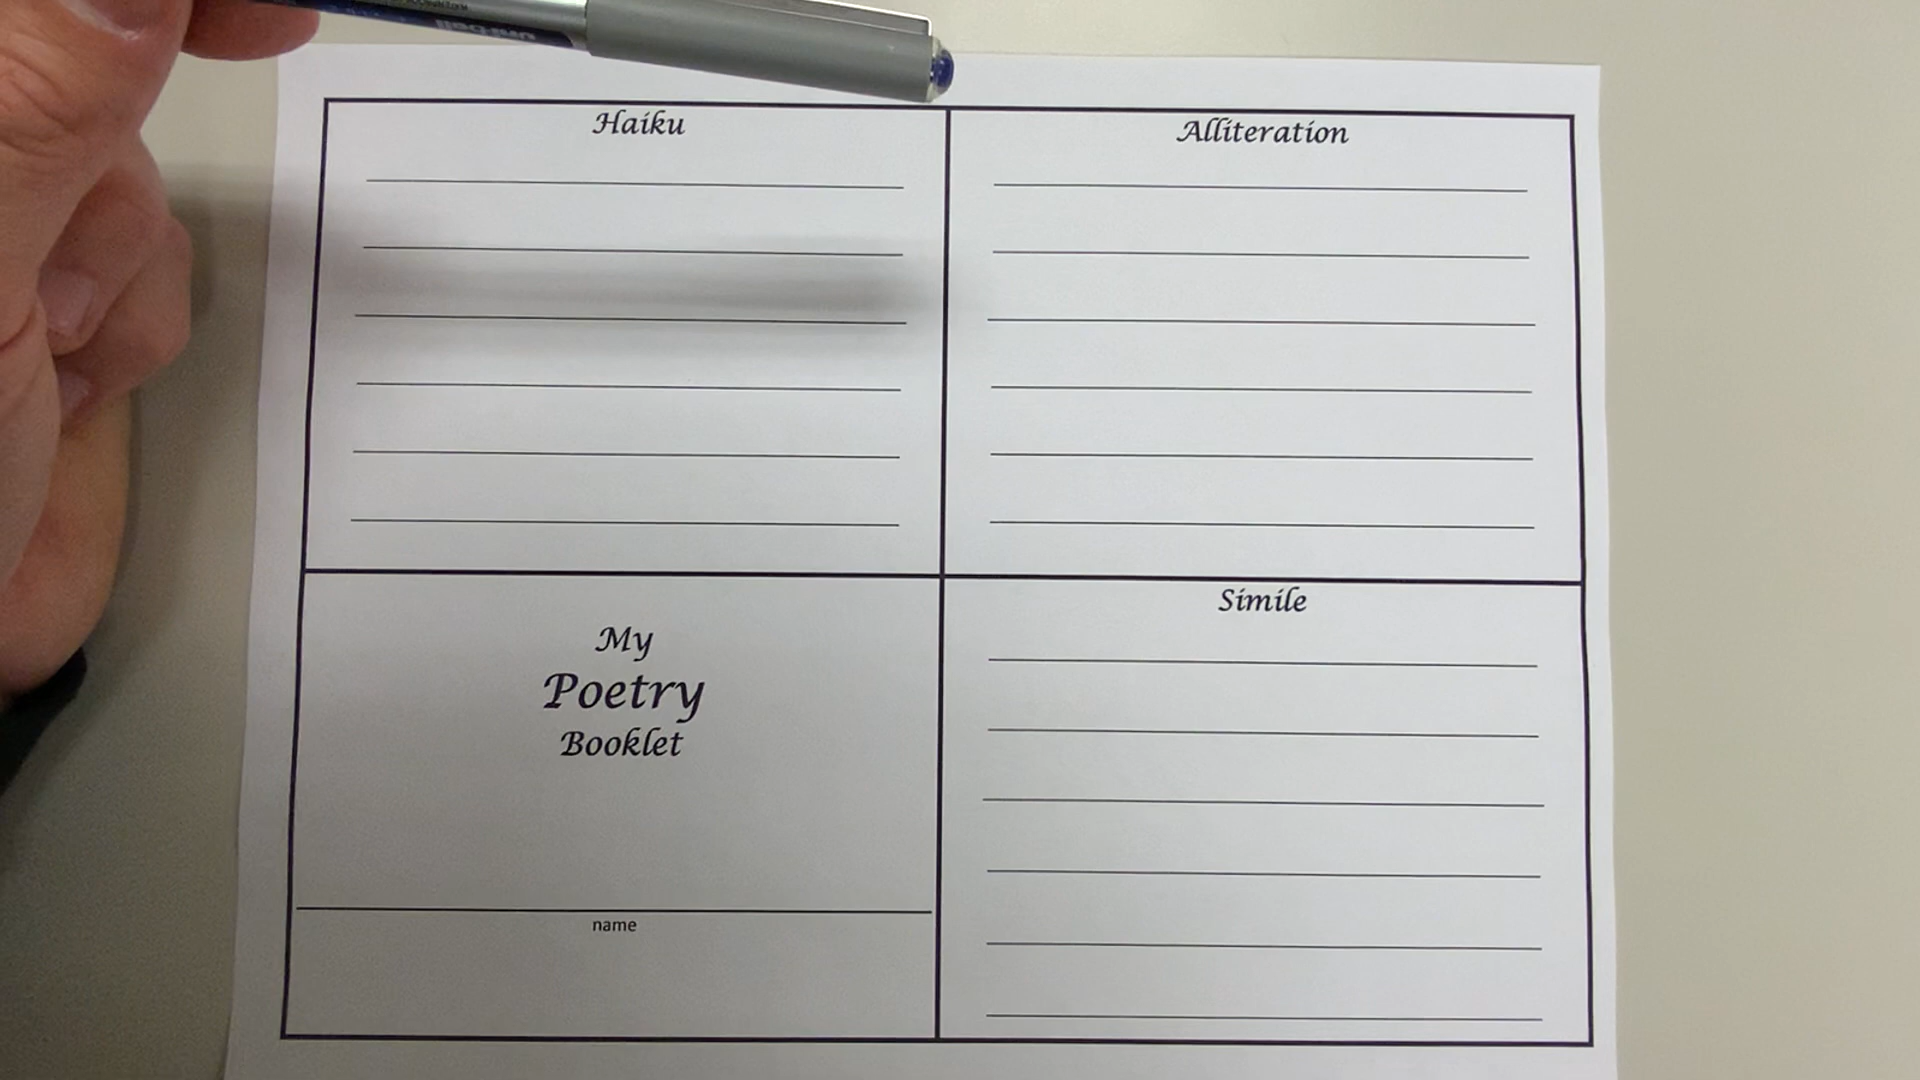 Haiku
Alliteration
My
Poetry
Booklet
name
Simile